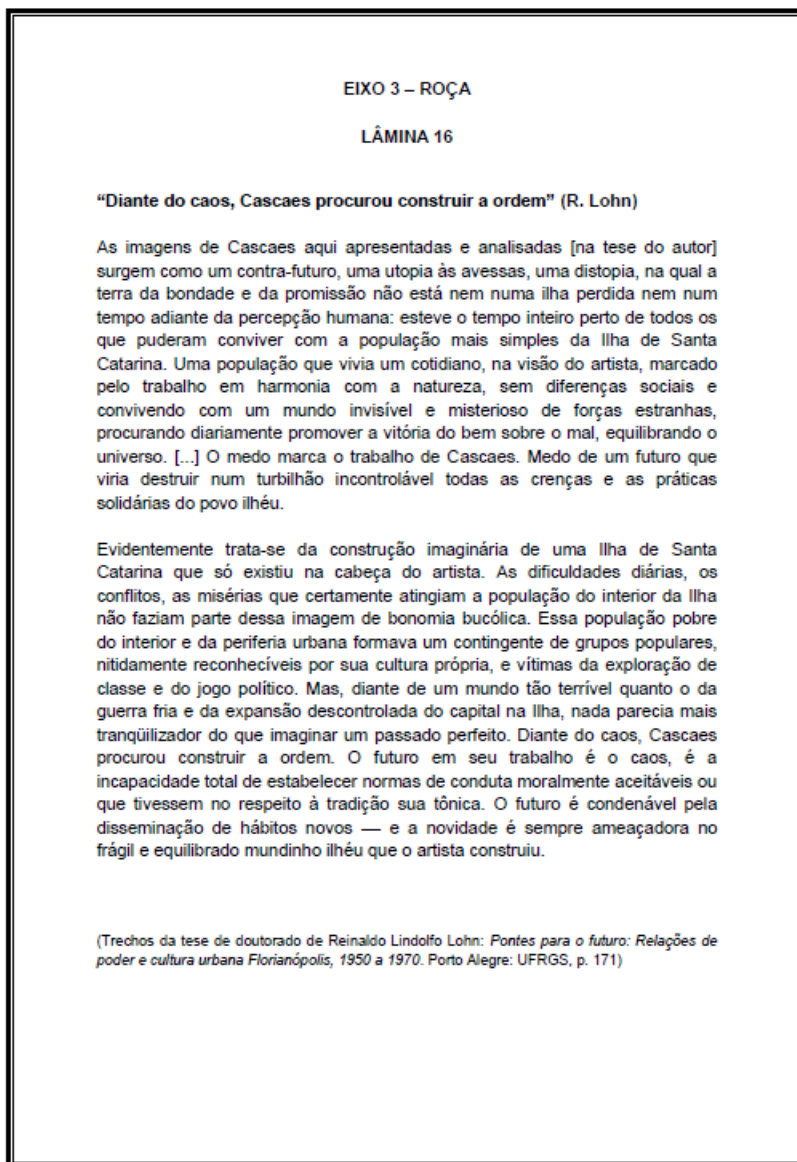 EIXO 3 – ROÇA
LÂMINA 16
“Diante do caos, Cascaes procurou construir a ordem” (R. Lohn)
As imagens de Cascaes aqui apresentadas e analisadas [na tese do autor]
surgem como um contra-futuro, uma utopia às avessas, uma distopia, na qual a
terra da bondade e da promissão não está nem numa ilha perdida nem num
tempo adiante da percepção humana: esteve o tempo inteiro perto de todos os
que puderam conviver com a população mais simples da Ilha de Santa
Catarina. Uma população que vivia um cotidiano, na visão do artista, marcado
pelo trabalho em harmonia com a natureza, sem diferenças sociais e
convivendo com um mundo invisível e misterioso de forças estranhas,
procurando diariamente promover a vitória do bem sobre o mal, equilibrando o
universo. [...] O medo marca o trabalho de Cascaes. Medo de um futuro que
viria destruir num turbilhão incontrolável todas as crenças e as práticas
solidárias do povo ilhéu.
Evidentemente trata-se da construção imaginária de uma Ilha de Santa
Catarina que só existiu na cabeça do artista. As dificuldades diárias, os
conflitos, as misérias que certamente atingiam a população do interior da Ilha
não faziam parte dessa imagem de bonomia bucólica. Essa população pobre
do interior e da periferia urbana formava um contingente de grupos populares,
nitidamente reconhecíveis por sua cultura própria, e vítimas da exploração de
classe e do jogo político. Mas, diante de um mundo tão terrível quanto o da
guerra fria e da expansão descontrolada do capital na Ilha, nada parecia mais
tranqüilizador do que imaginar um passado perfeito. Diante do caos, Cascaes
procurou construir a ordem. O futuro em seu trabalho é o caos, é a
incapacidade total de estabelecer normas de conduta moralmente aceitáveis ou
que tivessem no respeito à tradição sua tônica. O futuro é condenável pela
disseminação de hábitos novos — e a novidade é sempre ameaçadora no
frágil e equilibrado mundinho ilhéu que o artista construiu.
(Trechos da tese de doutorado de Reinaldo Lindolfo Lohn: Pontes para o futuro: Relações de
poder e cultura urbana Florianópolis, 1950 a 1970. Porto Alegre: UFRGS, p. 171)